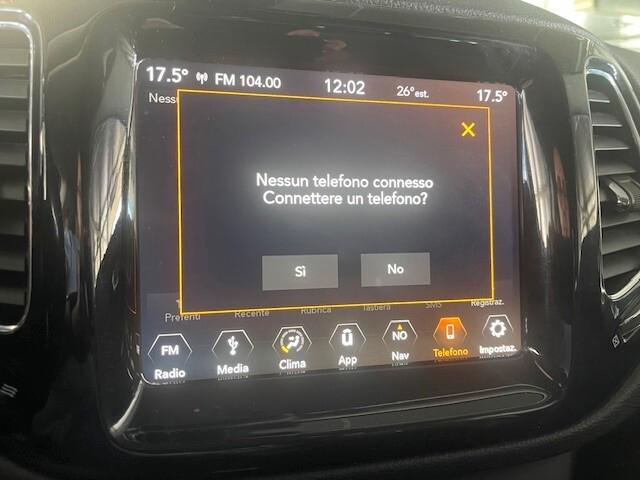 17.5° FM 104.00 12:02 26° est. 17.5°
Nessu
Nessun telefono connesso
Connettere un telefono?
Sì No
Preferiti Recente Rubrica Tastiera SMS Registraz.
FM NO
Radio Media Clima App Nav Telefono Impostaz.